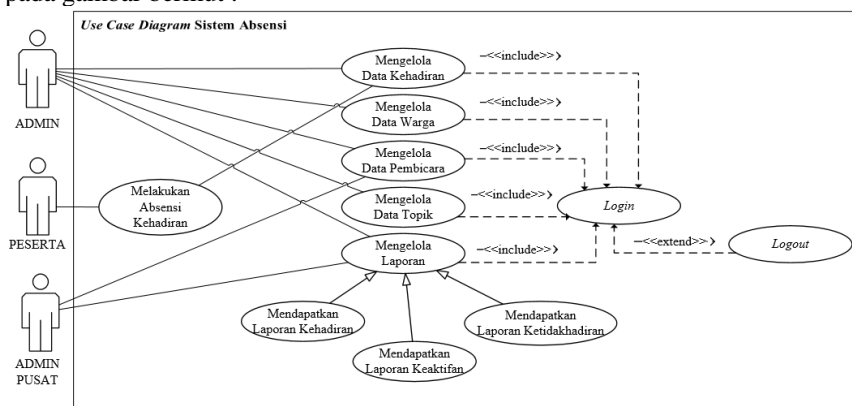 pada gambar berikut :
Use Case Diagram Sistem Absensi
ADMIN
PESERTA
ADMIN
PUSAT
Melakukan
Absensi
Kehadiran
Mengelola
Data Kehadiran
Mengelola
Data Warga
Mengelola
Data Pembicara
Mengelola
Data Topik
Mengelola
Laporan
Mendapatkan
Laporan Kehadiran
Mendapatkan
Laporan Keaktifan
Mendapatkan
Laporan Ketidakhadiran
<<include>>
<<include>>
<<include>>
<<include>>
<<include>>
Login
<<extend>>
Logout